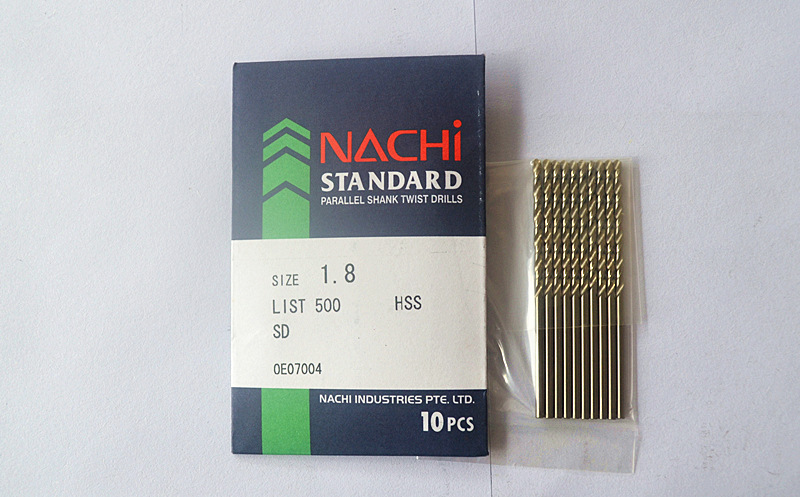 NACHi
STANDARD
PARALLEL SHANK TWIST DRILLS
SIZE 1.8
LIST 500 HSS
SD
0E07004
NACHI INDUSTRIES PTE. LTD.
10 PCS